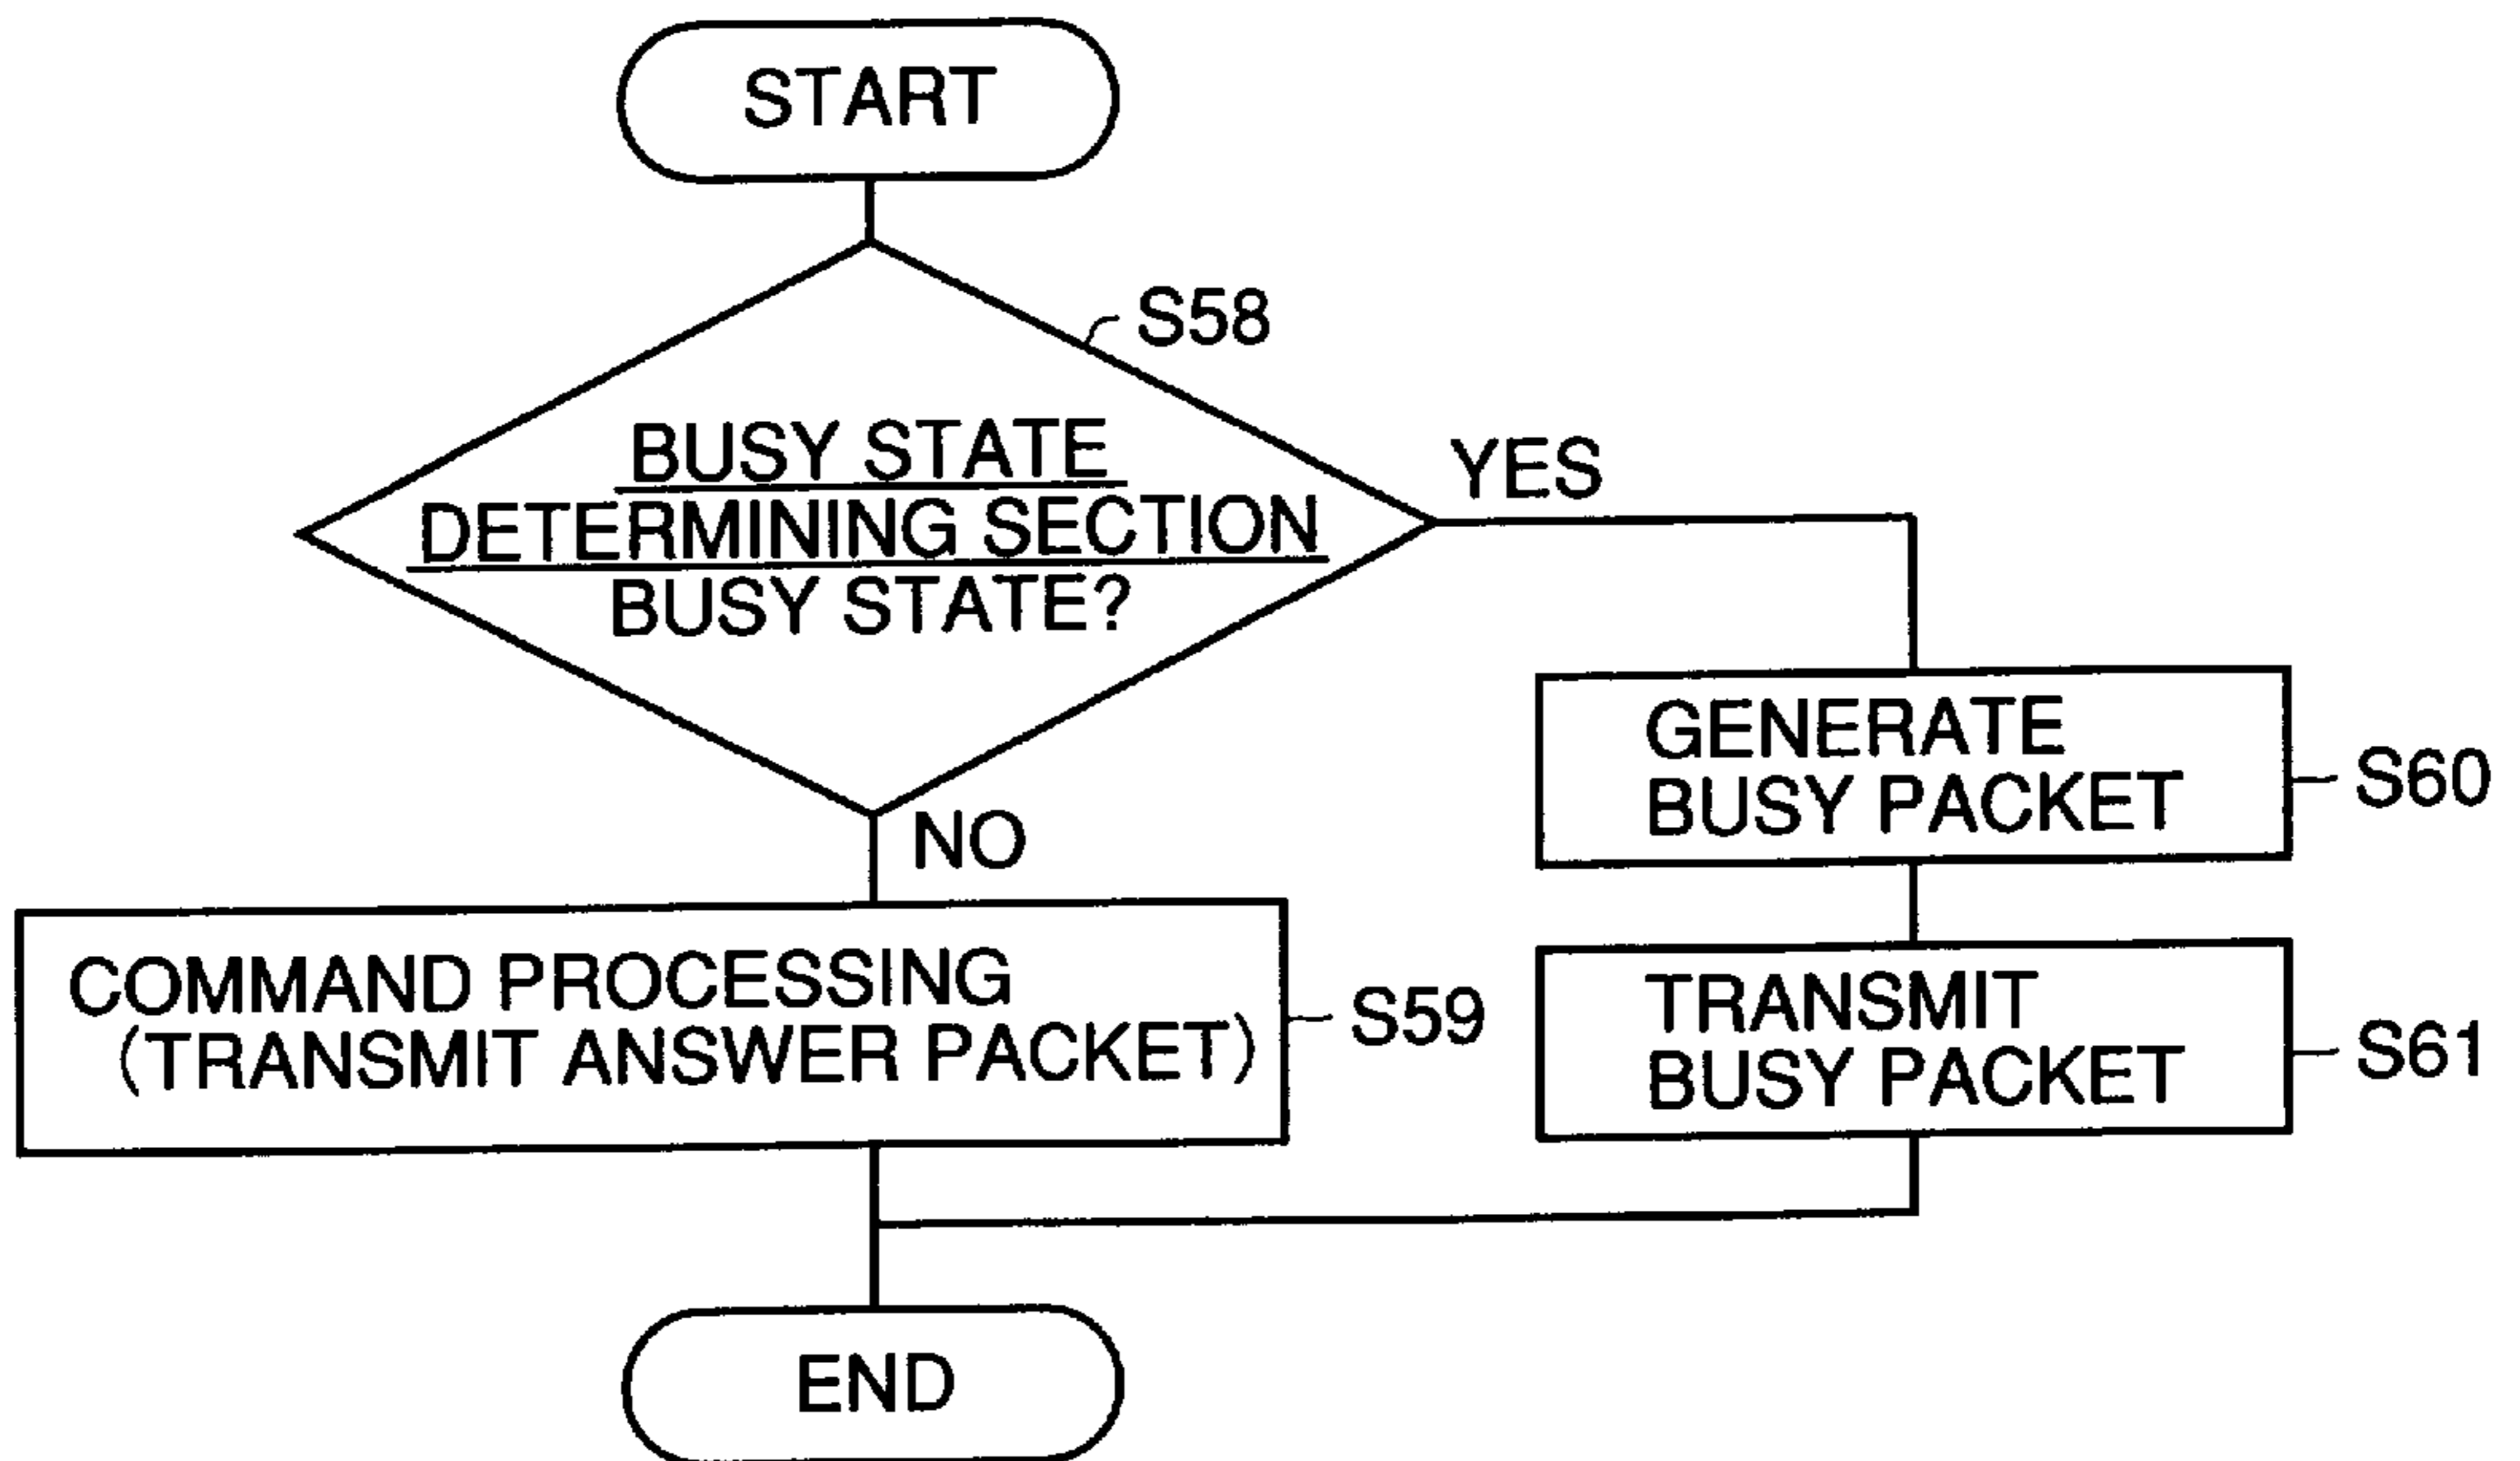 START
S58
BUSY STATE
DETERMINING SECTION
BUSY STATE?
YES
NO
GENERATE
BUSY PACKET
S60
COMMAND PROCESSING
(TRANSMIT ANSWER PACKET)
S59
TRANSMIT
BUSY PACKET
S61
END